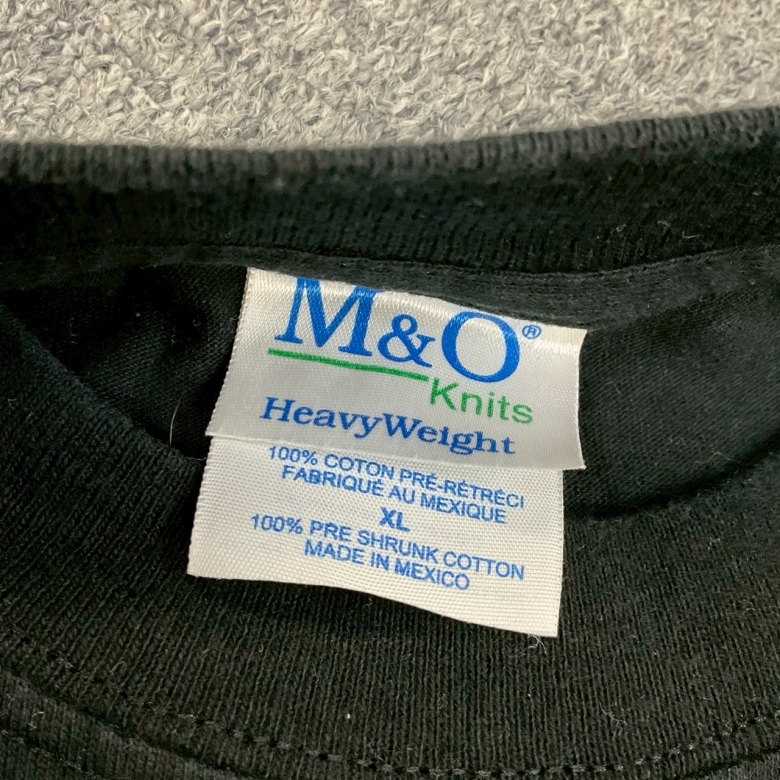 M&O®
Knits
HeavyWeight
100% COTON PRÉ-RÉTRÉCI
FABRIQUÉ AU MEXIQUE
XL
100% PRE SHRUNK COTTON
MADE IN MEXICO